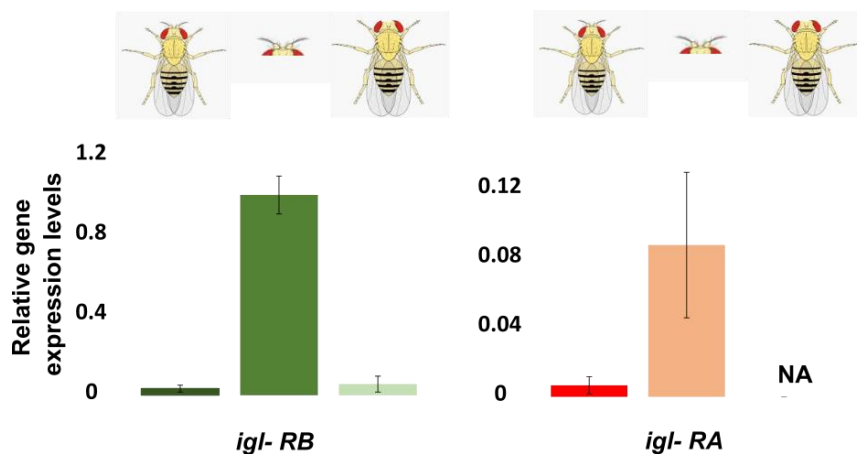 Relative gene
expression levels
1.2
0.8
0.4
0
igl- RB
0.12
0.08
0.04
0
NA
igl- RA